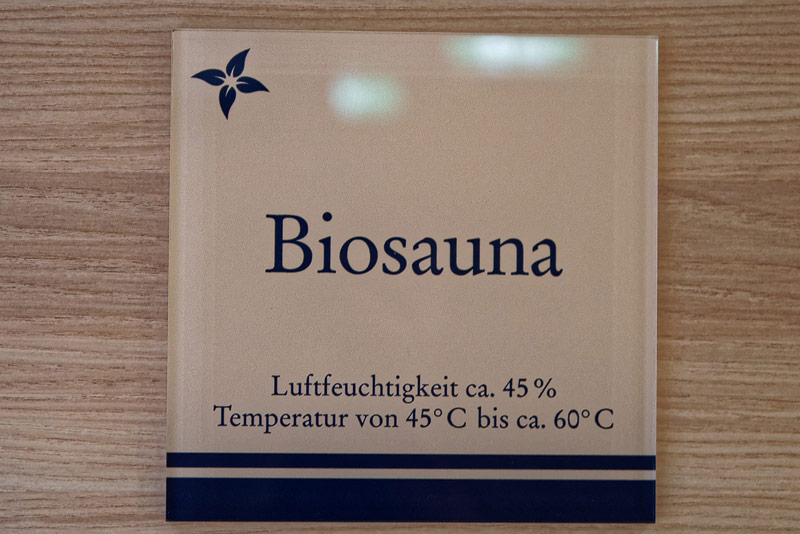 Biosauna
Luftfeuchtigkeit ca. 45 %
Temperatur von 45° C bis ca. 60° C